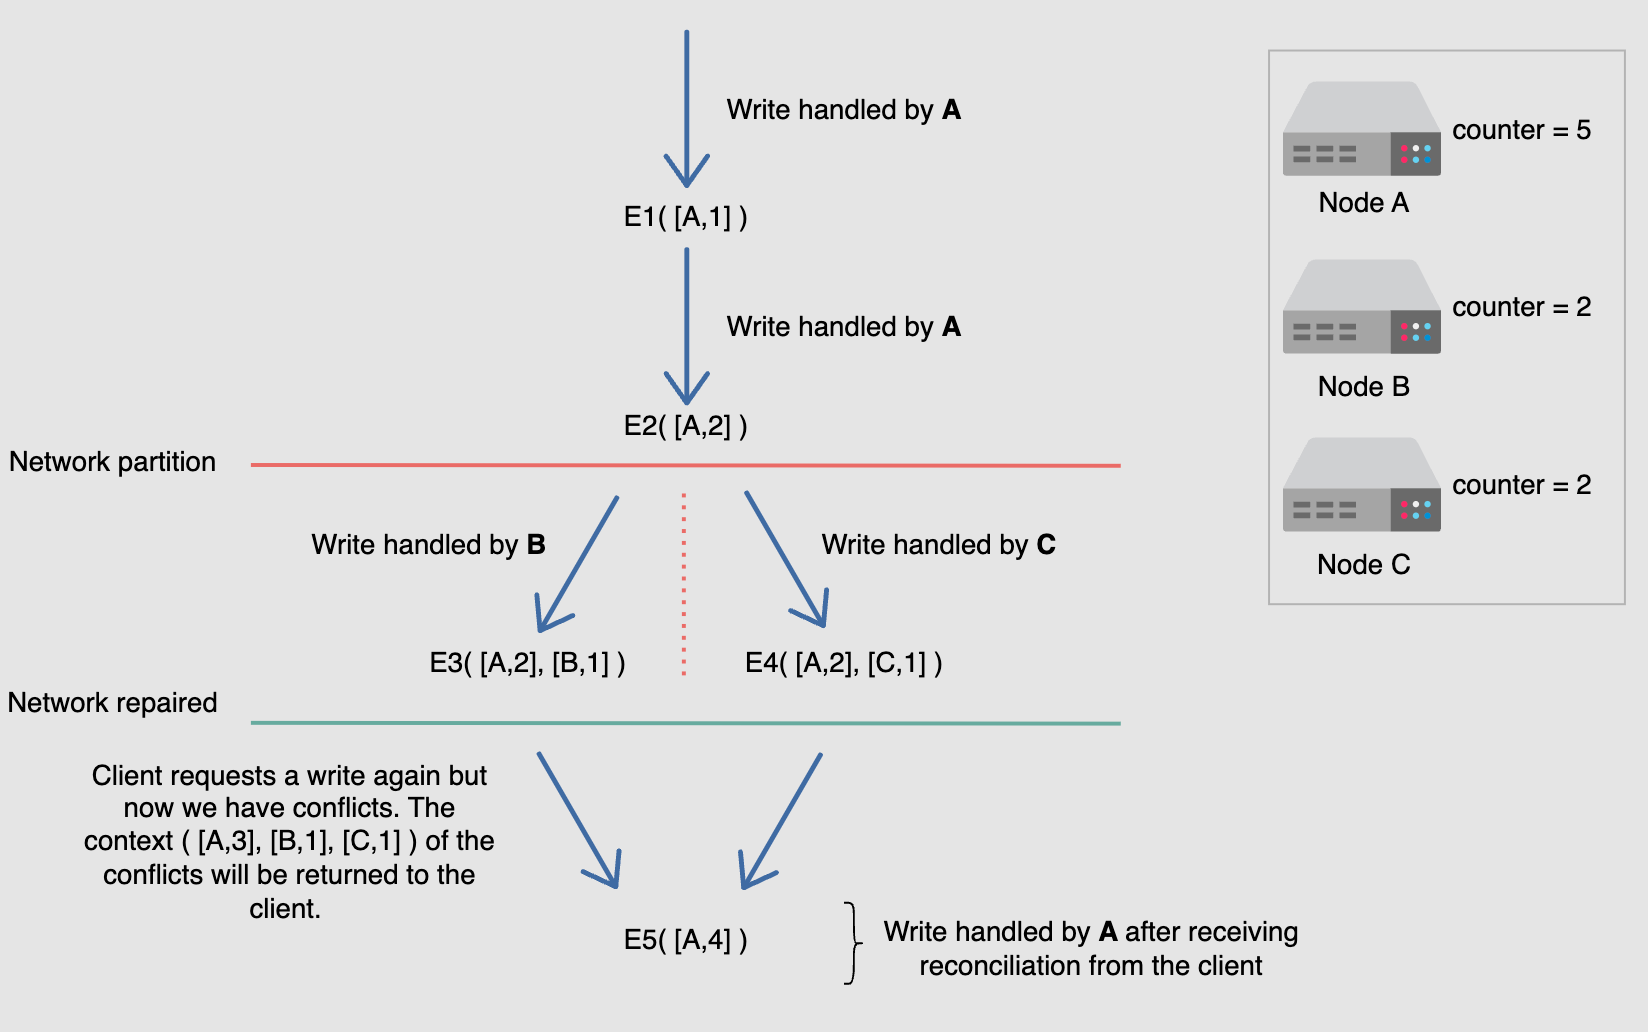 Write handled by A
E1( [A,1] )
Write handled by A
E2( [A,2] )
Network partition
Write handled by B
Write handled by C
E3( [A,2], [B,1] )
E4( [A,2], [C,1] )
Network repaired
Client requests a write again but
now we have conflicts. The
context ( [A,3], [B,1], [C,1] ) of the
conflicts will be returned to the
client.
E5( [A,4] )
Write handled by A after receiving
reconciliation from the client
counter = 5
Node A
counter = 2
Node B
counter = 2
Node C